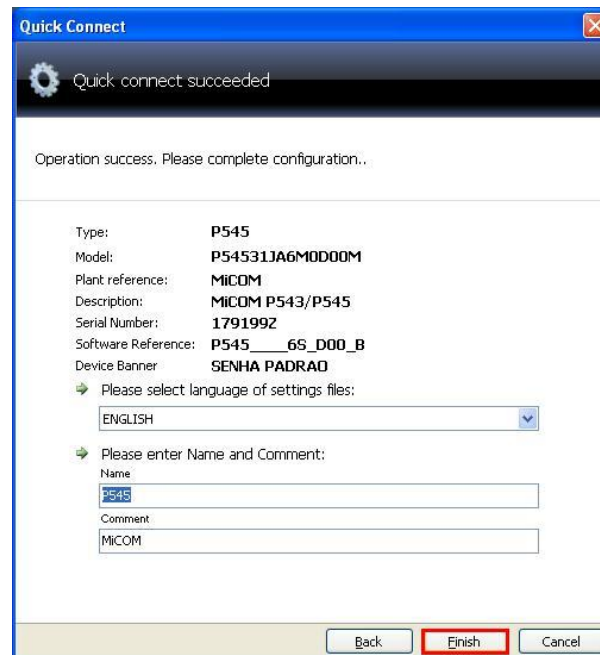 Quick Connect
Quick connect succeeded
Operation success. Please complete configuration..
Type: P545
Model: P54531JA6M0D00M
Plant reference: MiCOM
Description: MiCOM P543/P545
Serial Number: 179199Z
Software Reference: P545____6S_D00_B
Device Banner SENHA PADRAO
Please select language of settings files:
ENGLISH
Please enter Name and Comment:
Name
P545
Comment
MiCOM
Back Finish Cancel